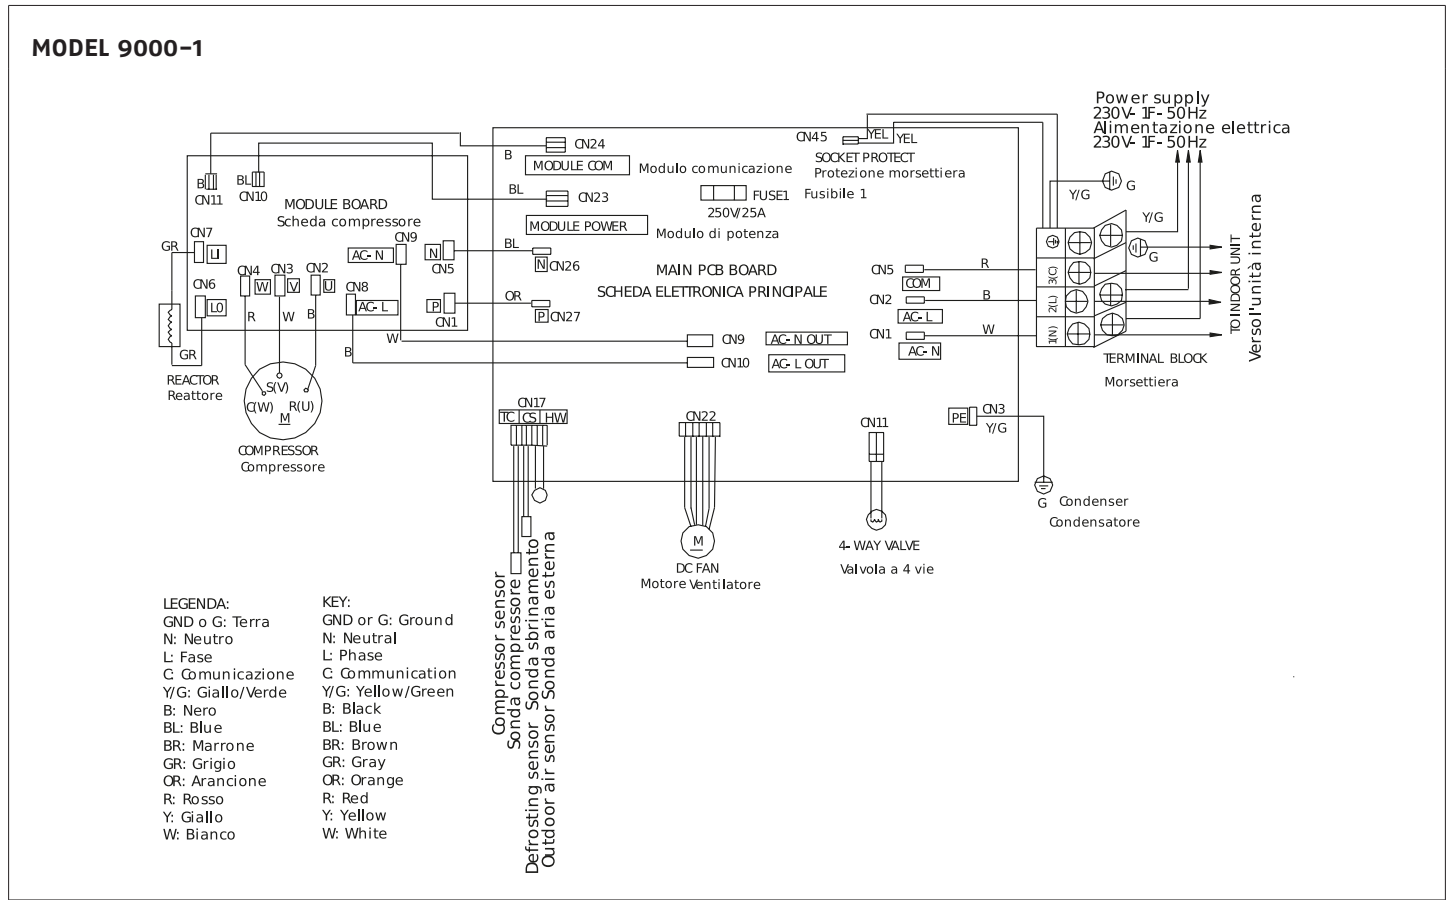 MODEL 9000-1
Power supply
230V- 1F- 50Hz
Alimentazione elettrica
230V- 1F- 50Hz
CN24
B
MODULE COM
Modulo comunicazione
CN45
YEL
YEL
SOCKET PROTECT
Protezione morsettiera
B
CN11
BL
CN10
MODULE BOARD
Scheda compressore
BL
CN23
MODULE POWER
Modulo di potenza
FUSE1
Fusibile 1
250V/25A
Y/G
G
Y/G
G
GR
CN7
LI
CN6
L0
GR
CN4
W
CN3
V
CN2
U
R
W
B
AC- N
CN9
CN8
AC- L
N
CN5
P
CN1
BL
N
CN26
OR
P
CN27
W
B
MAIN PCB BOARD
SCHEDA ELETTRONICA PRINCIPALE
CN5
COM
R
CN2
AC- L
B
CN1
AC- N
W
3(C)
2(L)
1(N)
TO INDOOR UNIT
Verso l'unità interna
TERMINAL BLOCK
Morsettiera
CN9
AC- N OUT
CN10
AC- L OUT
REACTOR
Reattore
S(V)
C(W)
R(U)
M
COMPRESSOR
Compressore
CN17
TC
CS
HW
CN22
CN11
PE
CN3
Y/G
G
Condenser
Condensatore
M
DC FAN
Motore Ventilatore
4- WAY VALVE
Valvola a 4 vie
Compressor sensor
Sonda compressore
Defrosting sensor Sonda sbrinamento
Outdoor air sensor Sonda aria esterna
LEGENDA:
GND o G: Terra
N: Neutro
L: Fase
C: Comunicazione
Y/G: Giallo/Verde
B: Nero
BL: Blue
BR: Marrone
GR: Grigio
OR: Arancione
R: Rosso
Y: Giallo
W: Bianco
KEY:
GND or G: Ground
N: Neutral
L: Phase
C: Communication
Y/G: Yellow/Green
B: Black
BL: Blue
BR: Brown
GR: Gray
OR: Orange
R: Red
Y: Yellow
W: White